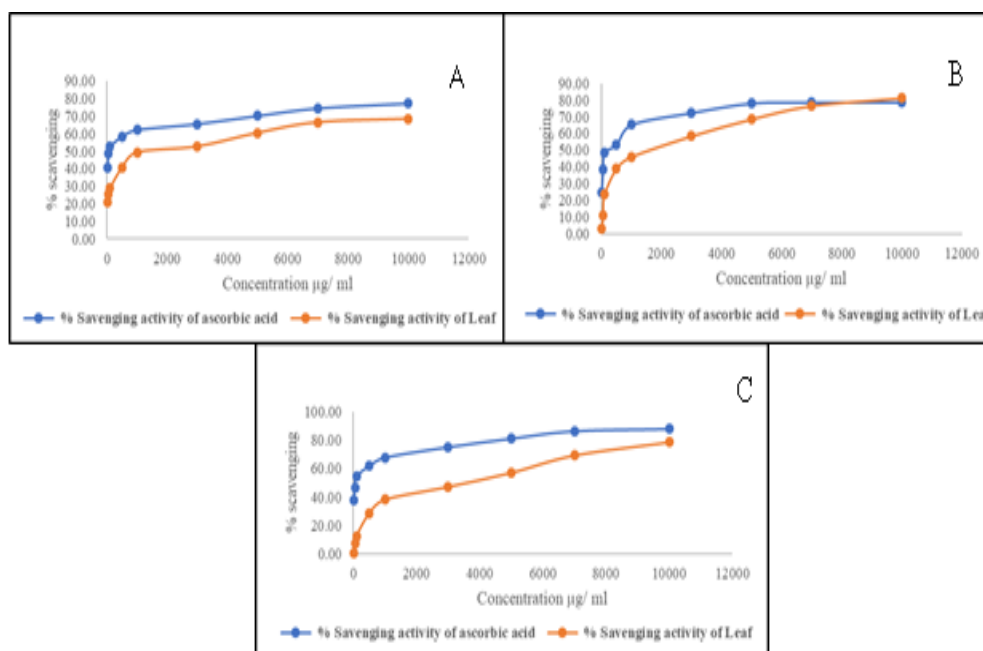 A
90.00
80.00
70.00
60.00
50.00
40.00
30.00
20.00
10.00
0.00
% scavenging
0 2000 4000 6000 8000 10000 12000
Concentration µg/ ml
% Savenging activity of ascorbic acid % Savenging activity of Leaf
B
90.00
80.00
70.00
60.00
50.00
40.00
30.00
20.00
10.00
0.00
% scavenging
0 2000 4000 6000 8000 10000 12000
Concentration µg/ ml
% Savenging activity of ascorbic acid % Savenging activity of Leaf
C
100.00
80.00
60.00
40.00
20.00
0.00
% scavenging
0 2000 4000 6000 8000 10000 12000
Concentration µg/ ml
% Savenging activity of ascorbic acid % Savenging activity of Leaf